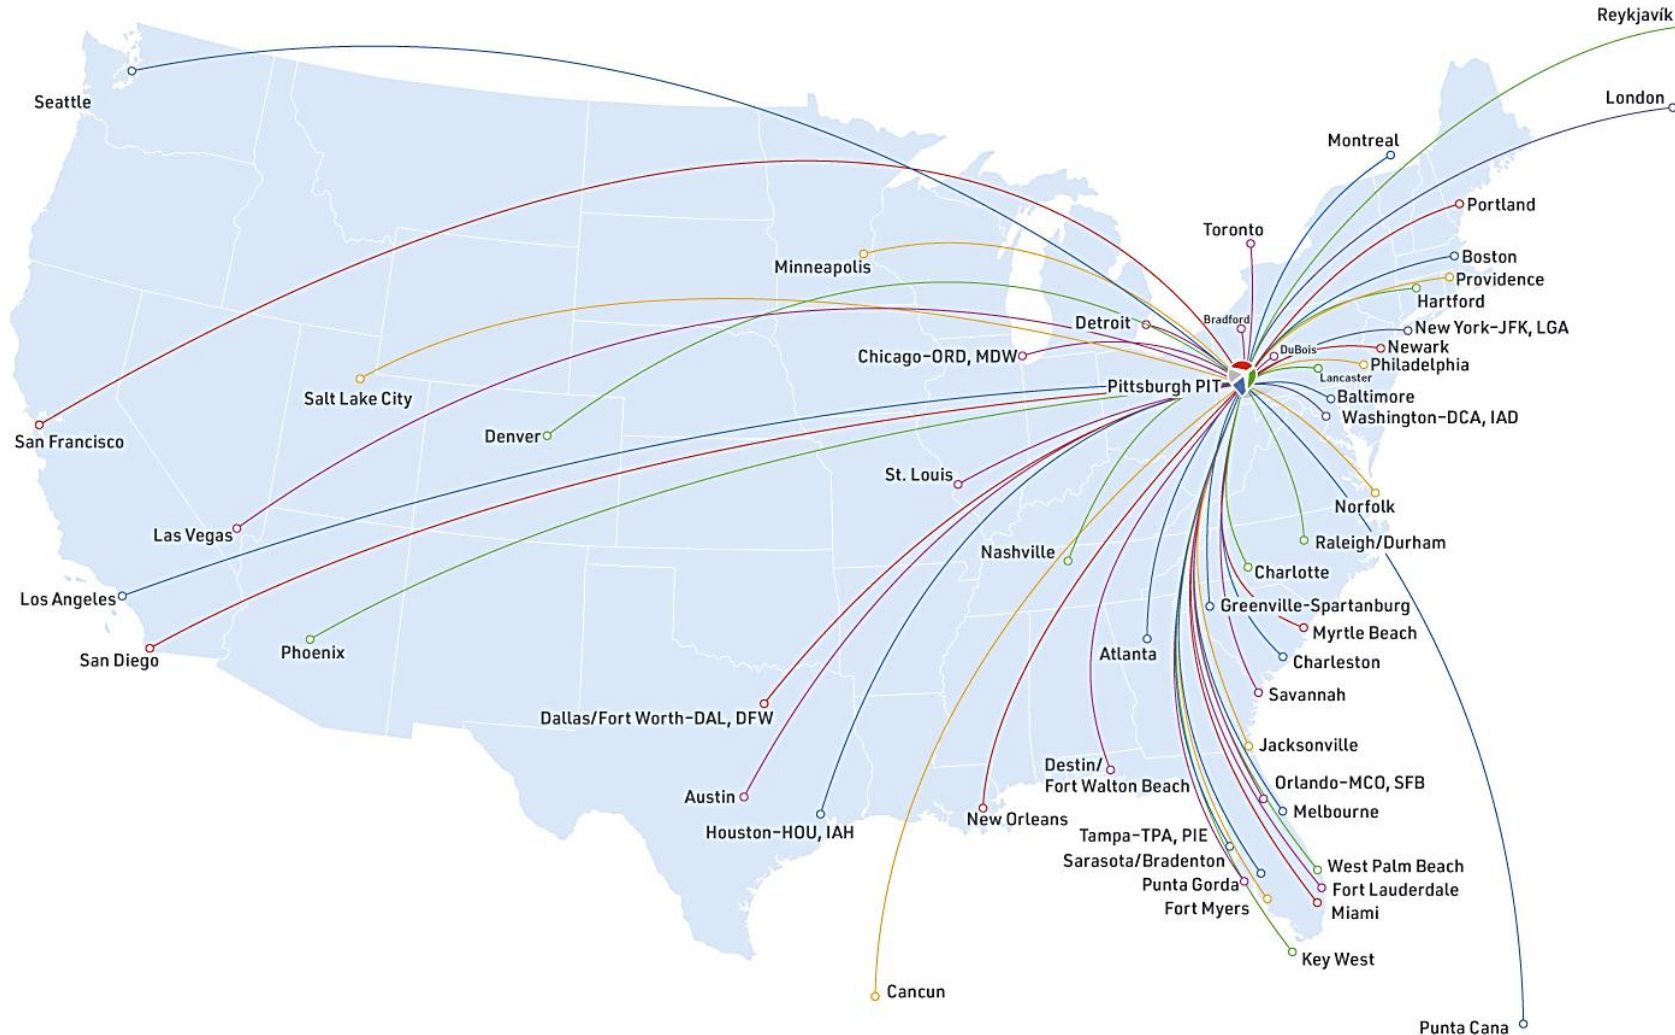 Reykjavík
London
Seattle
Montreal
Portland
Toronto
Boston
Minneapolis
Providence
Hartford
Bradford
Detroit
New York-JFK, LGA
Chicago-ORD, MDW
DuBois
Newark
Philadelphia
Lancaster
Pittsburgh PIT
Salt Lake City
Baltimore
Washington-DCA, IAD
San Francisco
Denver
St. Louis
Norfolk
Las Vegas
Raleigh/Durham
Nashville
Charlotte
Los Angeles
Greenville-Spartanburg
Myrtle Beach
Phoenix
Atlanta
San Diego
Charleston
Savannah
Dallas/Fort Worth-DAL, DFW
Jacksonville
Destin/
Fort Walton Beach
Orlando-MCO, SFB
Austin
Melbourne
New Orleans
Houston-HOU, IAH
Tampa-TPA, PIE
Sarasota/Bradenton
West Palm Beach
Punta Gorda
Fort Lauderdale
Fort Myers
Miami
Key West
Cancun
Punta Cana